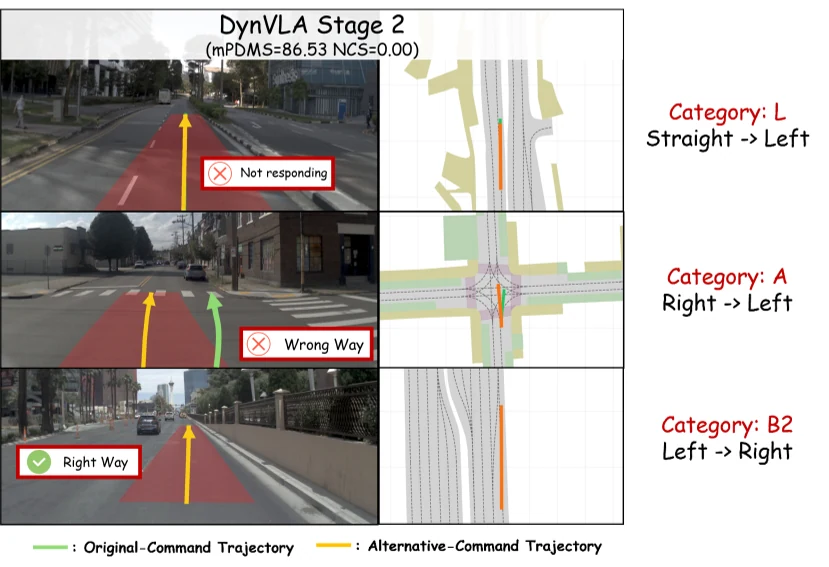 DynVLA Stage 2
(mPDMS=86.53 NCS=0.00)
Not responding
Category: L
Straight -> Left
Wrong Way
Category: A
Right -> Left
Right Way
Category: B2
Left -> Right
: Original-Command Trajectory
: Alternative-Command Trajectory